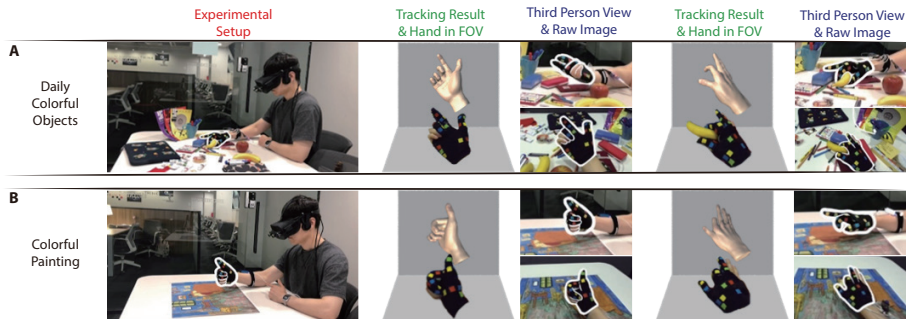 Experimental
Setup
Tracking Result
& Hand in FOV
Third Person View
& Raw Image
Tracking Result
& Hand in FOV
Third Person View
& Raw Image
A
Daily
Colorful
Objects
B
Colorful
Painting